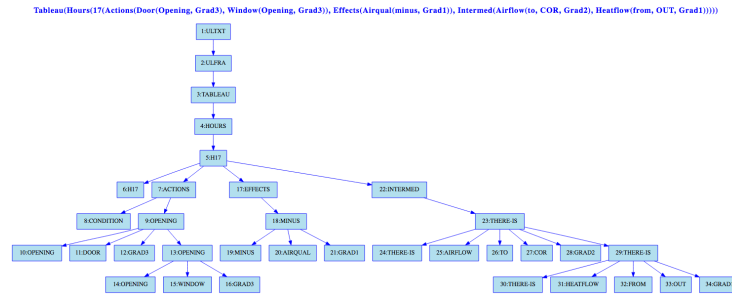 Tableau(Hours(17(Actions(Door(Opening, Grad3), Window(Opening, Grad3)), Effects(Airqual(minus, Grad1)), Intermed(Airflow(to, COR, Grad2), Heatflow(from, OUT, Grad1)))))
1:ULTXT
2:ULFRA
3:TABLEAU
4:HOURS
5:H17
6:H17 7:ACTIONS 17:EFFECTS 22:INTERMED
8:CONDITION 9:OPENING 18:MINUS 23:THERE-IS
10:OPENING 11:DOOR 12:GRAD3 13:OPENING 19:MINUS 20:AIRQUAL 21:GRAD1 24:THERE-IS 25:AIRFLOW 26:TO 27:COR 28:GRAD2 29:THERE-IS
14:OPENING 15:WINDOW 16:GRAD3 30:THERE-IS 31:HEATFLOW 32:FROM 33:OUT 34:GRAD